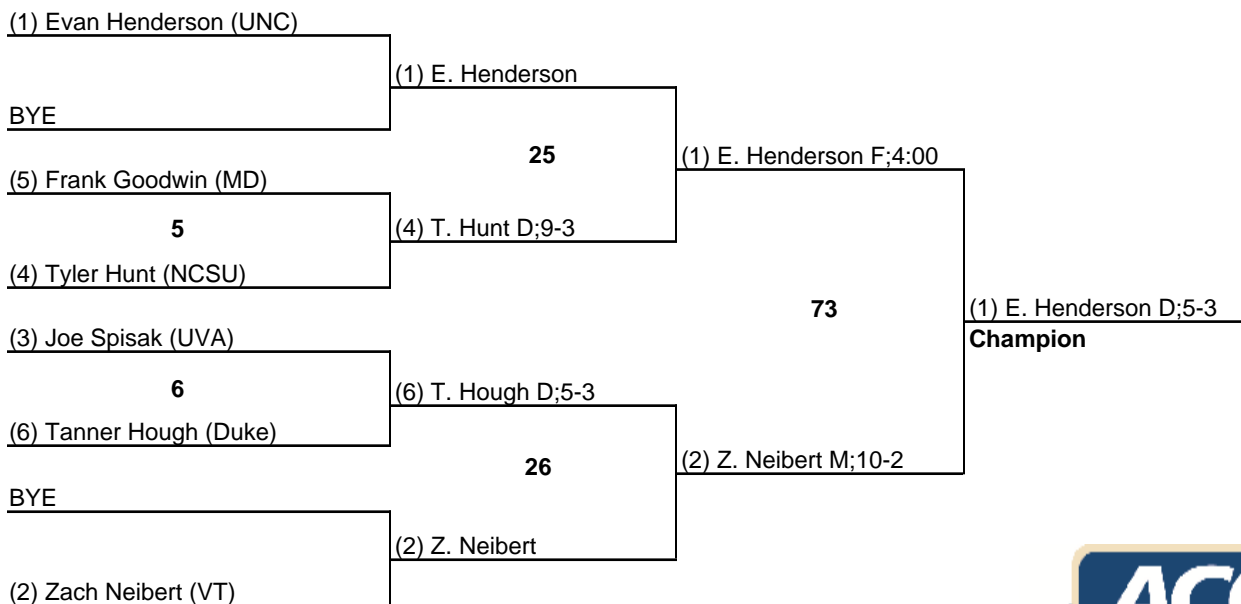 (1) Evan Henderson (UNC)
(1) E. Henderson
BYE
25
(1) E. Henderson F;4:00
(5) Frank Goodwin (MD)
5
(4) T. Hunt D;9-3
(4) Tyler Hunt (NCSU)
73
(1) E. Henderson D;5-3
Champion
(3) Joe Spisak (UVA)
6
(6) T. Hough D;5-3
(6) Tanner Hough (Duke)
26
(2) Z. Neibert M;10-2
BYE
(2) Z. Neibert
(2) Zach Neibert (VT)
ACC